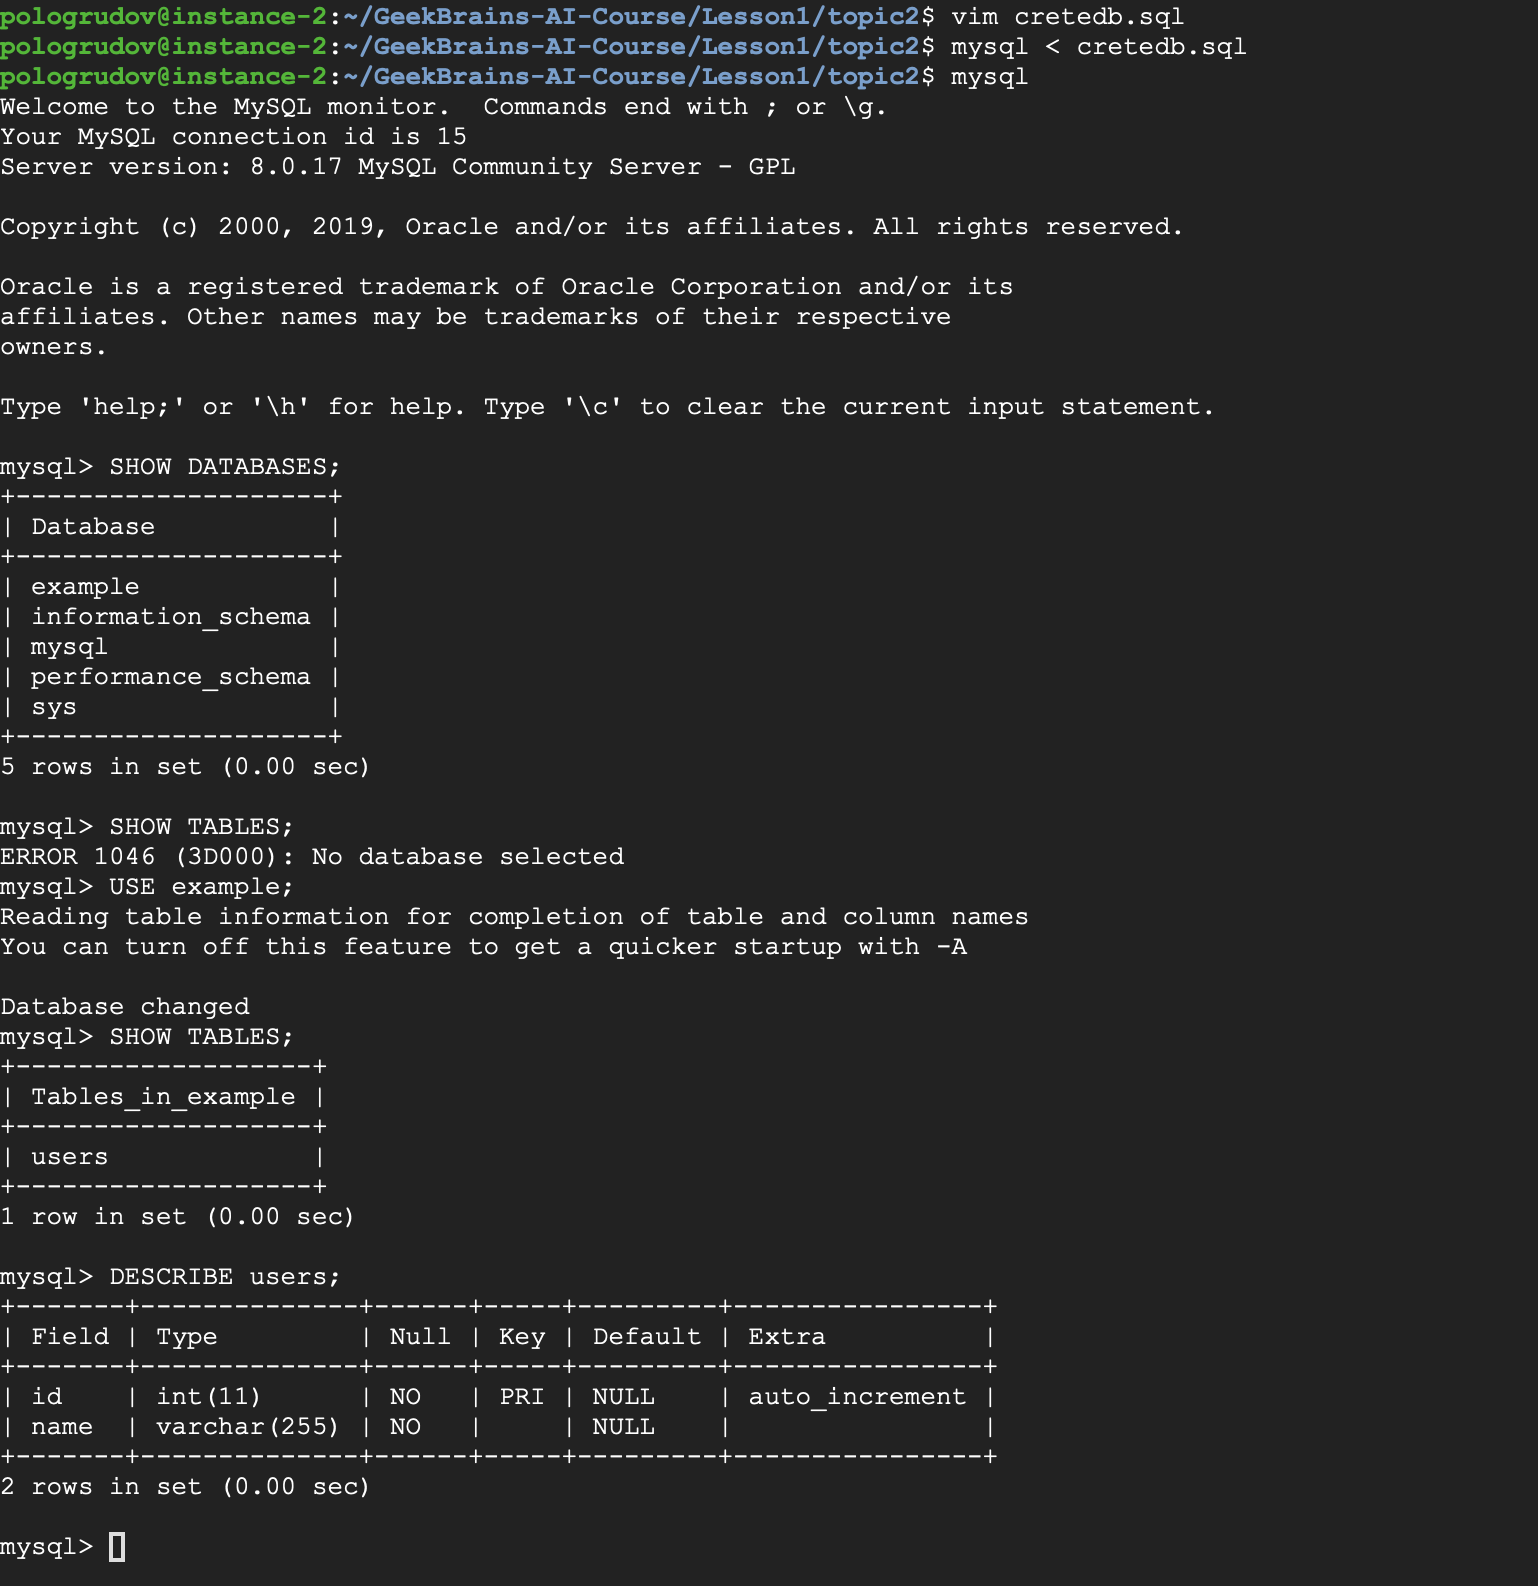 pologrudov@instance-2:~/GeekBrains-AI-Course/Lesson1/topic2$ vim cretedb.sql
pologrudov@instance-2:~/GeekBrains-AI-Course/Lesson1/topic2$ mysql < cretedb.sql
pologrudov@instance-2:~/GeekBrains-AI-Course/Lesson1/topic2$ mysql
Welcome to the MySQL monitor.  Commands end with ; or \g.
Your MySQL connection id is 15
Server version: 8.0.17 MySQL Community Server - GPL

Copyright (c) 2000, 2019, Oracle and/or its affiliates. All rights reserved.

Oracle is a registered trademark of Oracle Corporation and/or its
affiliates. Other names may be trademarks of their respective
owners.

Type 'help;' or '\h' for help. Type '\c' to clear the current input statement.

mysql> SHOW DATABASES;
+--------------------+
| Database           |
+--------------------+
| example            |
| information_schema |
| mysql              |
| performance_schema |
| sys                |
+--------------------+
5 rows in set (0.00 sec)

mysql> SHOW TABLES;
ERROR 1046 (3D000): No database selected
mysql> USE example;
Reading table information for completion of table and column names
You can turn off this feature to get a quicker startup with -A

Database changed
mysql> SHOW TABLES;
+-------------------+
| Tables_in_example |
+-------------------+
| users             |
+-------------------+
1 row in set (0.00 sec)

mysql> DESCRIBE users;
+-------+--------------+------+-----+---------+----------------+
| Field | Type         | Null | Key | Default | Extra          |
+-------+--------------+------+-----+---------+----------------+
| id    | int(11)      | NO   | PRI | NULL    | auto_increment |
| name  | varchar(255) | NO   |     | NULL    |                |
+-------+--------------+------+-----+---------+----------------+
2 rows in set (0.00 sec)

mysql>